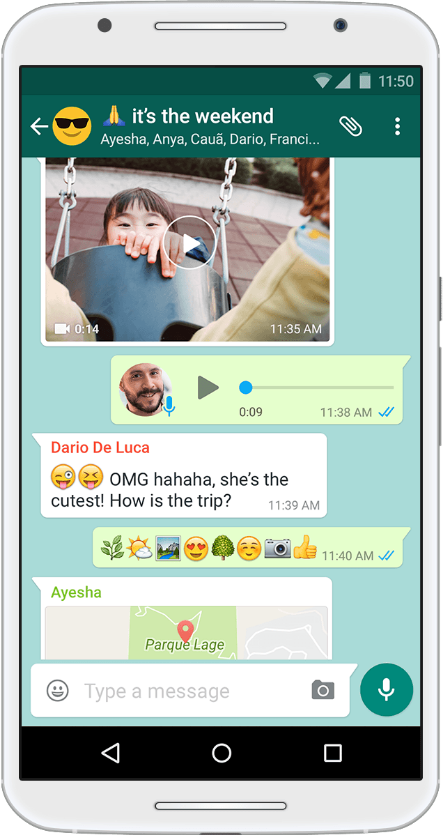 11:50
🙏 it's the weekend
Ayesha, Anya, Cauã, Dario, Franci...
0:14 11:35 AM
0:09 11:38 AM
Dario De Luca
😜😝 OMG hahaha, she's the
cutest! How is the trip?
11:39 AM
🌿🌤🏞😍🌳☺📷👍 11:40 AM
Ayesha
Parque Lage
Type a message